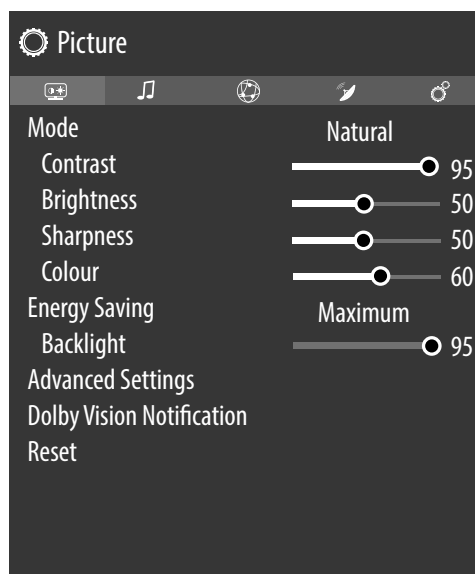 Picture
Mode Natural
Contrast 95
Brightness 50
Sharpness 50
Colour 60
Energy Saving Maximum
Backlight 95
Advanced Settings
Dolby Vision Notification
Reset